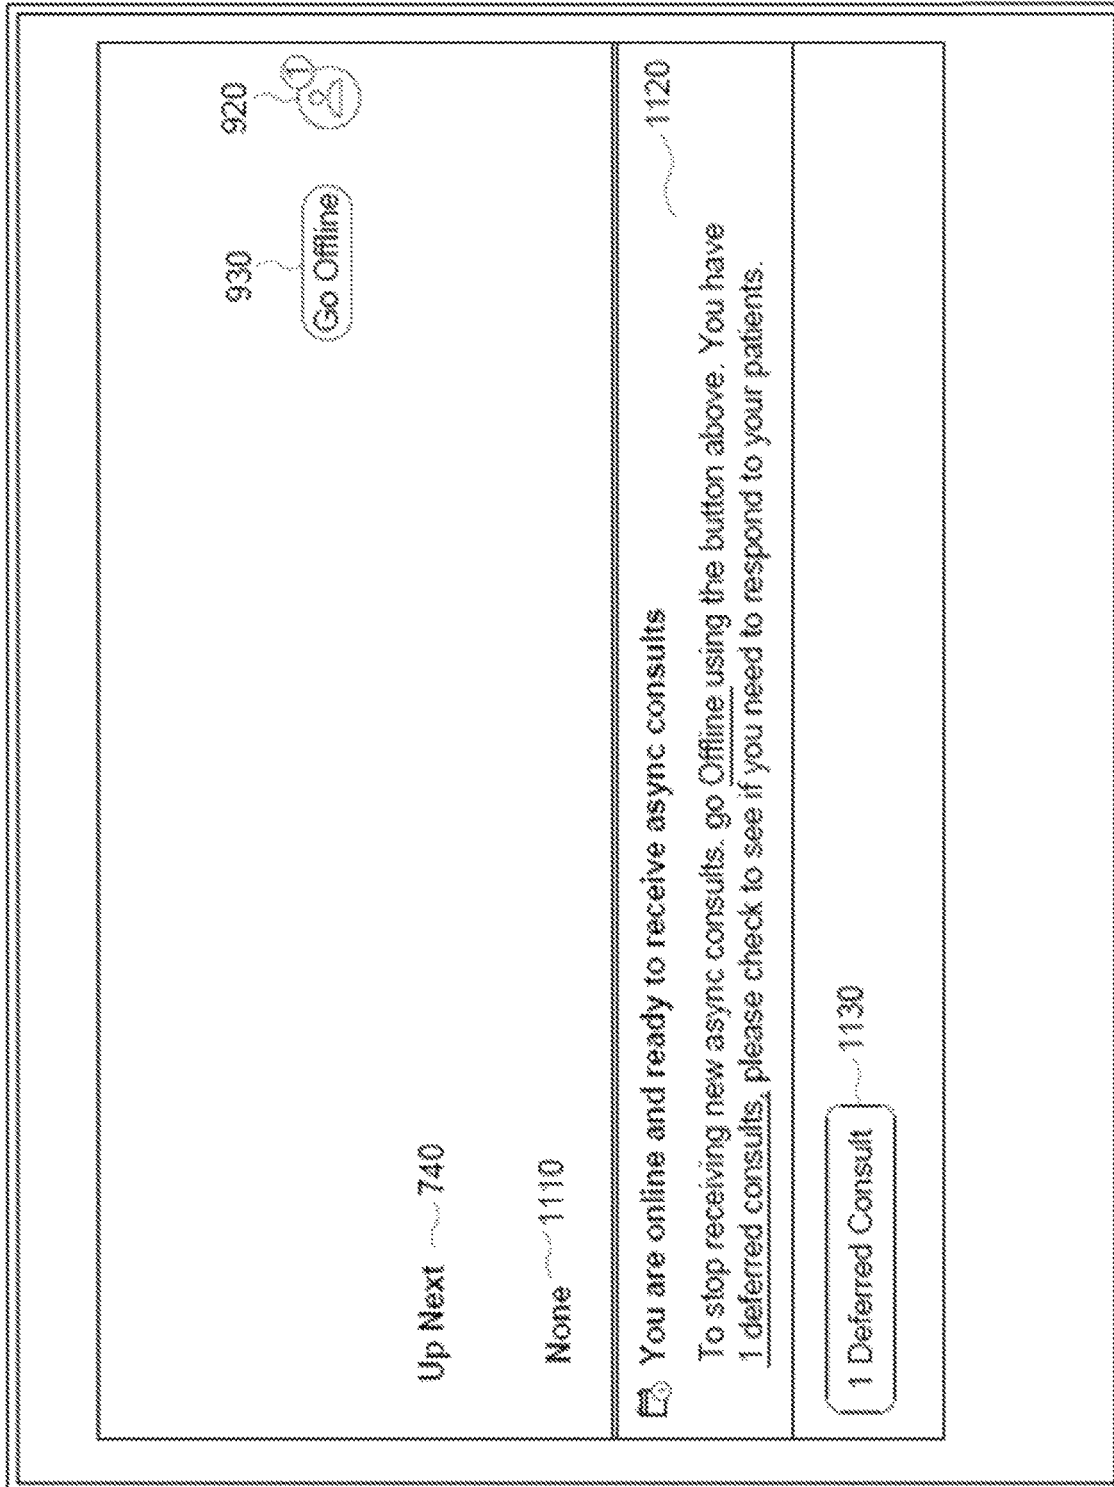 920
1
930
Go Offline
Up Next 740
None 1110
You are online and ready to receive async consults
1120
To stop receiving new async consults. go Offline using the button above. You have
1 deferred consults, please check to see if you need to respond to your patients.
1 Deferred Consult
1130